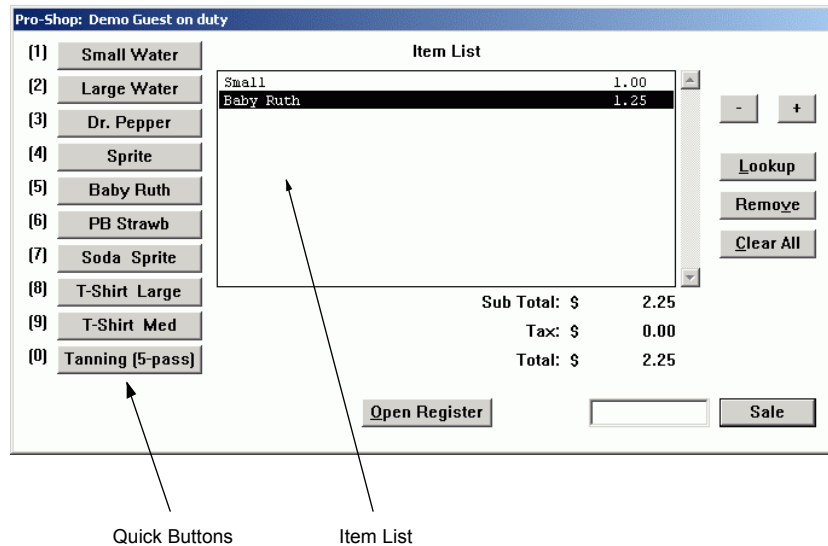 Pro-Shop: Demo Guest on duty
(1) Small Water
(2) Large Water
(3) Dr. Pepper
(4) Sprite
(5) Baby Ruth
(6) PB Strawb
(7) Soda Sprite
(8) T-Shirt Large
(9) T-Shirt Med
(0) Tanning (5-pass)
Item List
Small 1.00
Baby Ruth 1.25
- +
Lookup
Remove
Clear All
Sub Total: $ 2.25
Tax: $ 0.00
Total: $ 2.25
Open Register
Sale
Quick Buttons
Item List